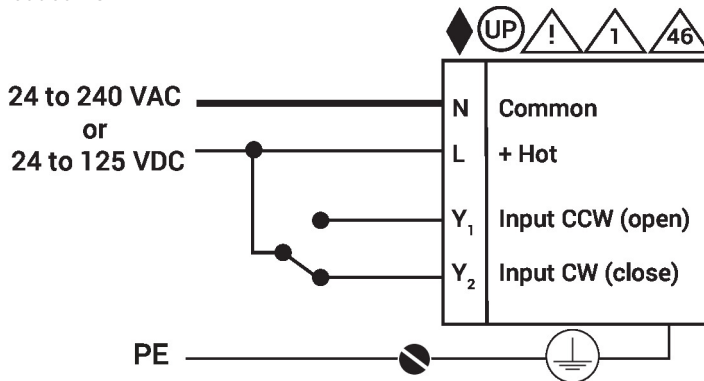 UP ! 1 46
24 to 240 VAC
or
24 to 125 VDC
N Common
L + Hot
Y1 Input CCW (open)
Y2 Input CW (close)
PE